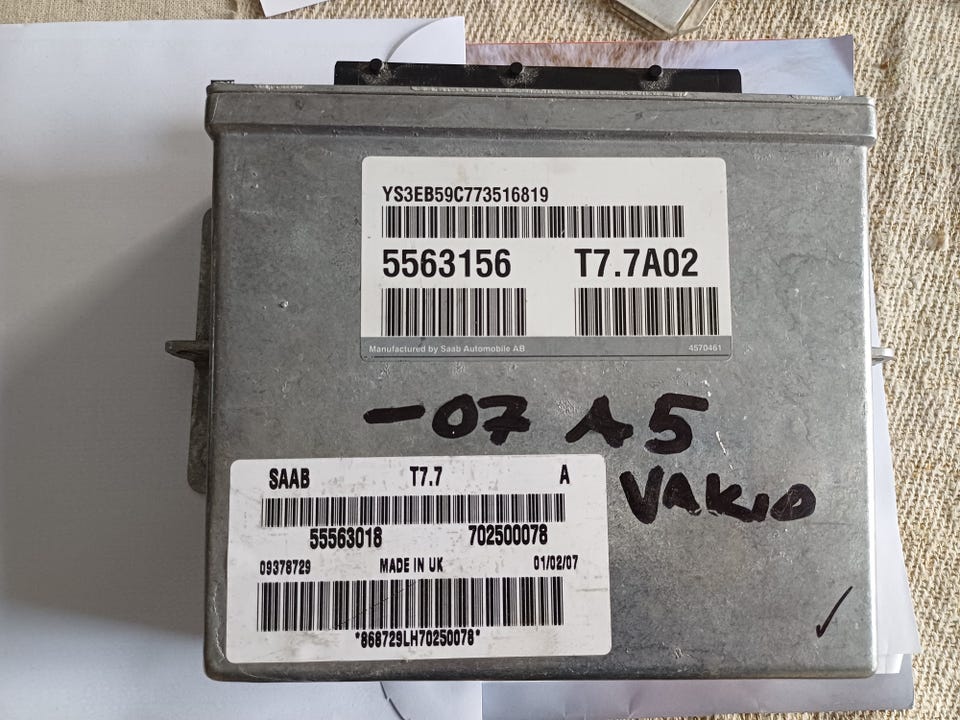 YS3EB59C773516819
5563156 T7.7A02
Manufactured by Saab Automobile AB 4570461
-07 A5
VAKIO
SAAB T7.7 A
55563018 702500078
09378729 MADE IN UK 01/02/07
*868729LH70250078*